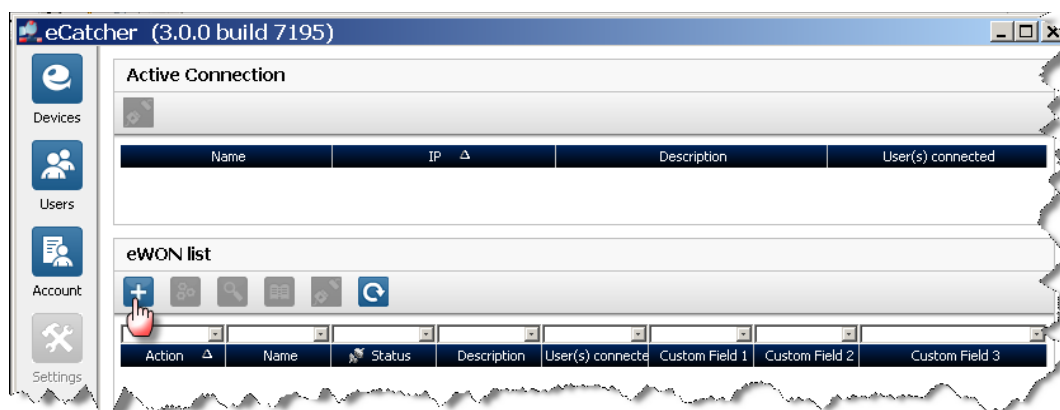 eCatcher (3.0.0 build 7195)
Devices
Users
Account
Settings
Active Connection
Name IP Description User(s) connected
eWON list
Action Name Status Description User(s) connecte Custom Field 1 Custom Field 2 Custom Field 3